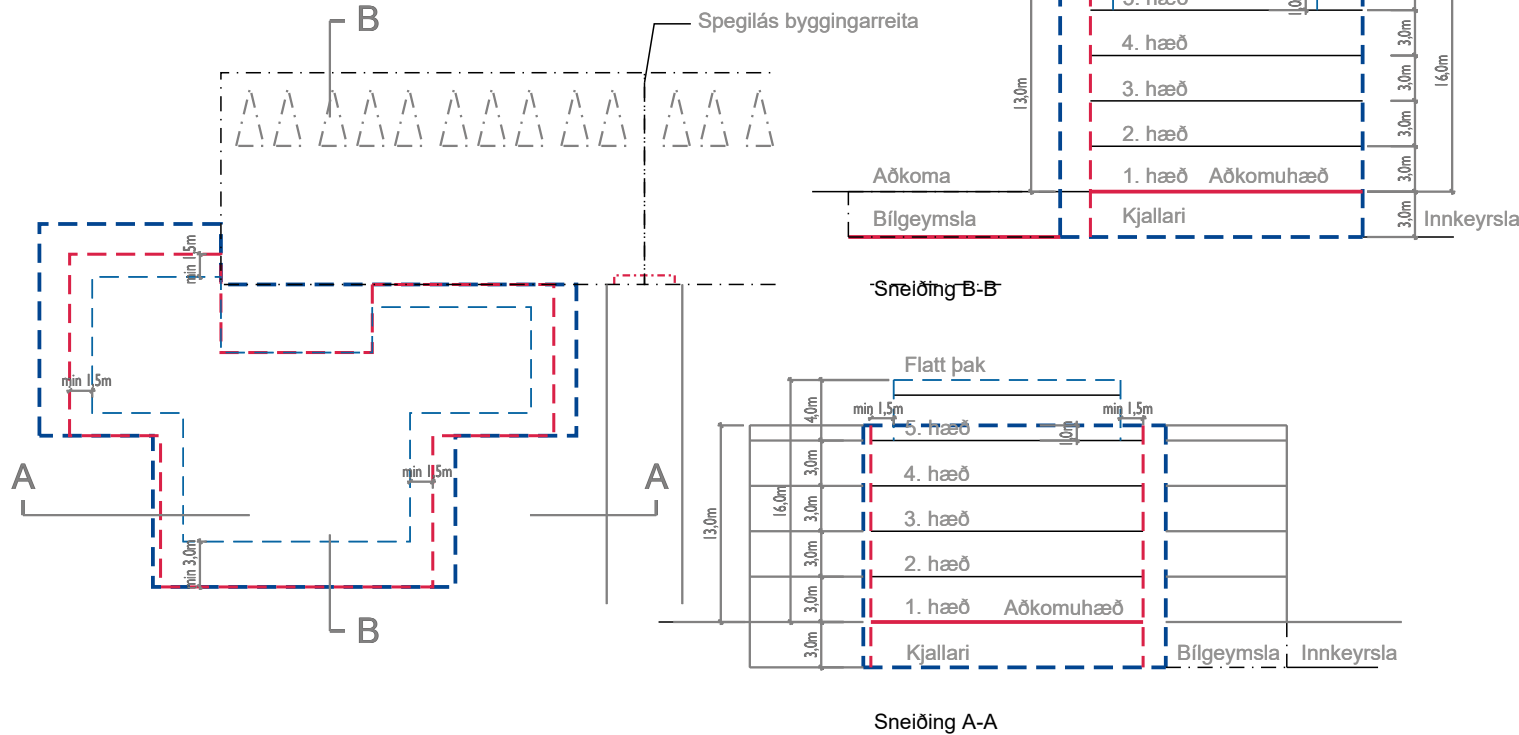 B
Spegilás byggingarreita
min 1,5m
min 1,5m
A
A
min 1,5m
min 3,0m
B
5. hæð
4. hæð
3,0m
3. hæð
3,0m
13,0m
16,0m
2. hæð
3,0m
Aðkoma
1. hæð Aðkomuhæð
3,0m
Bílgeymsla
Kjallari
3,0m
Innkeyrsla
Sneiðing B-B
Flatt þak
4,0m
min 1,5m
min 1,5m
5. hæð
1,0m
4. hæð
3,0m
16,0m
3. hæð
3,0m
13,0m
2. hæð
3,0m
1. hæð Aðkomuhæð
3,0m
Kjallari
3,0m
Bílgeymsla
Innkeyrsla
Sneiðing A-A